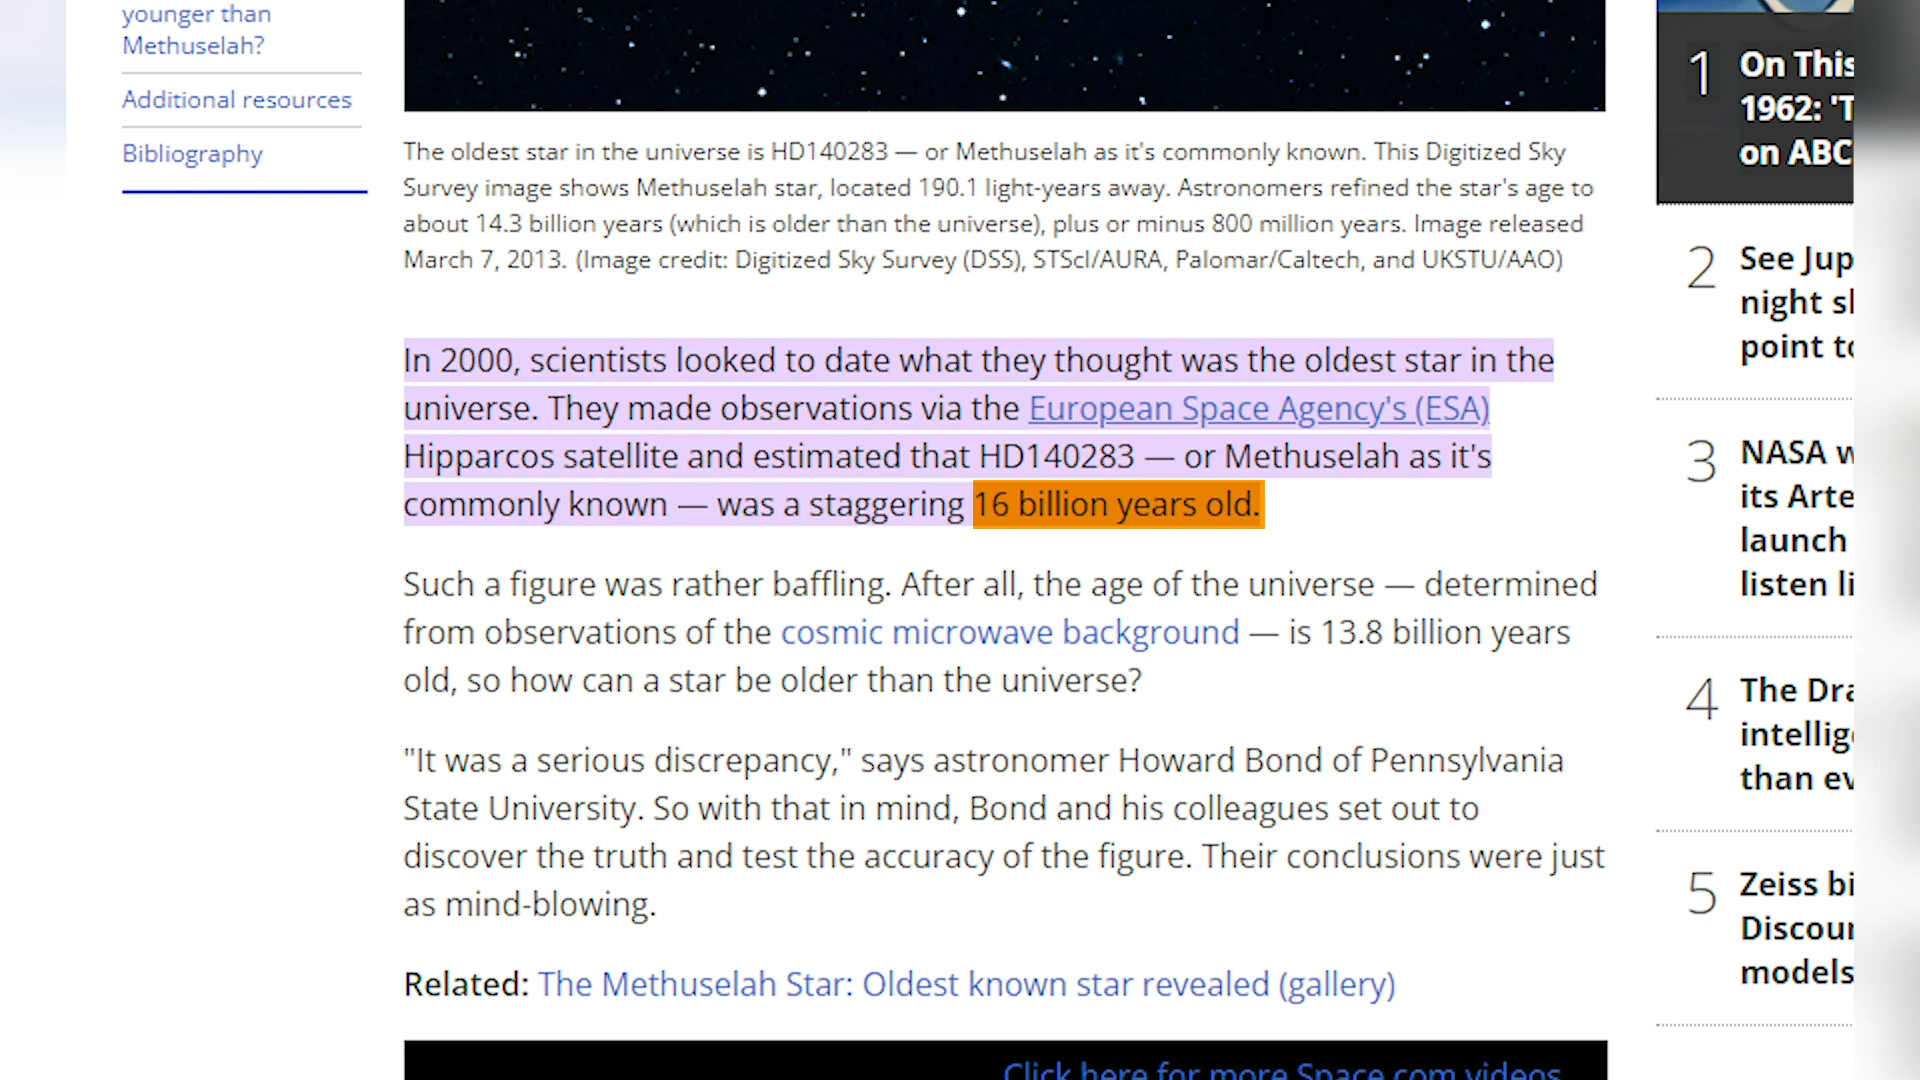 younger than
Methuselah?
Additional resources
Bibliography
The oldest star in the universe is HD140283 — or Methuselah as it's commonly known. This Digitized Sky
Survey image shows Methuselah star, located 190.1 light-years away. Astronomers refined the star's age to
about 14.3 billion years (which is older than the universe), plus or minus 800 million years. Image released
March 7, 2013. (Image credit: Digitized Sky Survey (DSS), STScI/AURA, Palomar/Caltech, and UKSTU/AAO)
In 2000, scientists looked to date what they thought was the oldest star in the
universe. They made observations via the European Space Agency's (ESA)
Hipparcos satellite and estimated that HD140283 — or Methuselah as it's
commonly known — was a staggering 16 billion years old.
Such a figure was rather baffling. After all, the age of the universe — determined
from observations of the cosmic microwave background — is 13.8 billion years
old, so how can a star be older than the universe?
"It was a serious discrepancy," says astronomer Howard Bond of Pennsylvania
State University. So with that in mind, Bond and his colleagues set out to
discover the truth and test the accuracy of the figure. Their conclusions were just
as mind-blowing.
Related: The Methuselah Star: Oldest known star revealed (gallery)
Click here for more Space.com videos
1
On This
1962: 'T
on ABC
2
See Jup
night
point
3
NASA
its Arte
launch
listen
4
The Dra
intellig
than
5
Zeiss bi
Discou
models